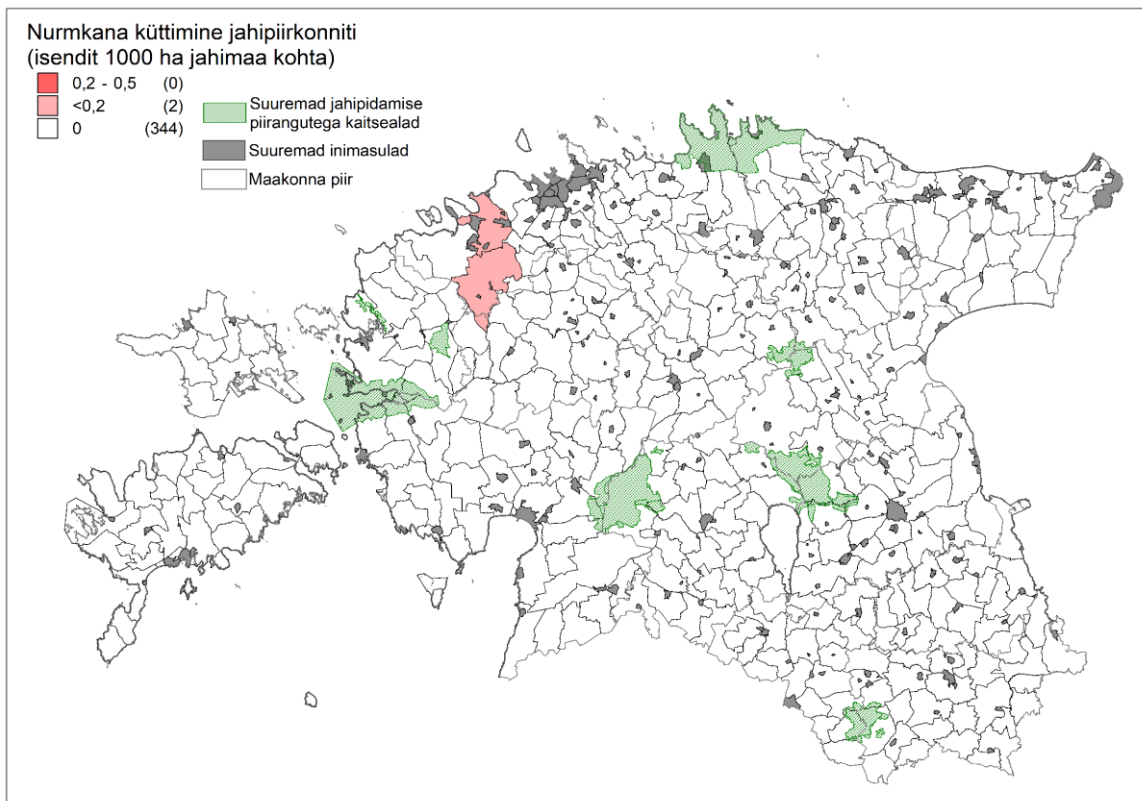 Nurmkana küttimine jahipiirkonniti
(isendit 1000 ha jahimaa kohta)
0,2 - 0,5 (0)
<0,2 (2)
0 (344)
Suuremad jahipidamise
piirangutega kaitsealad
Suuremad inimasulad
Maakonna piir